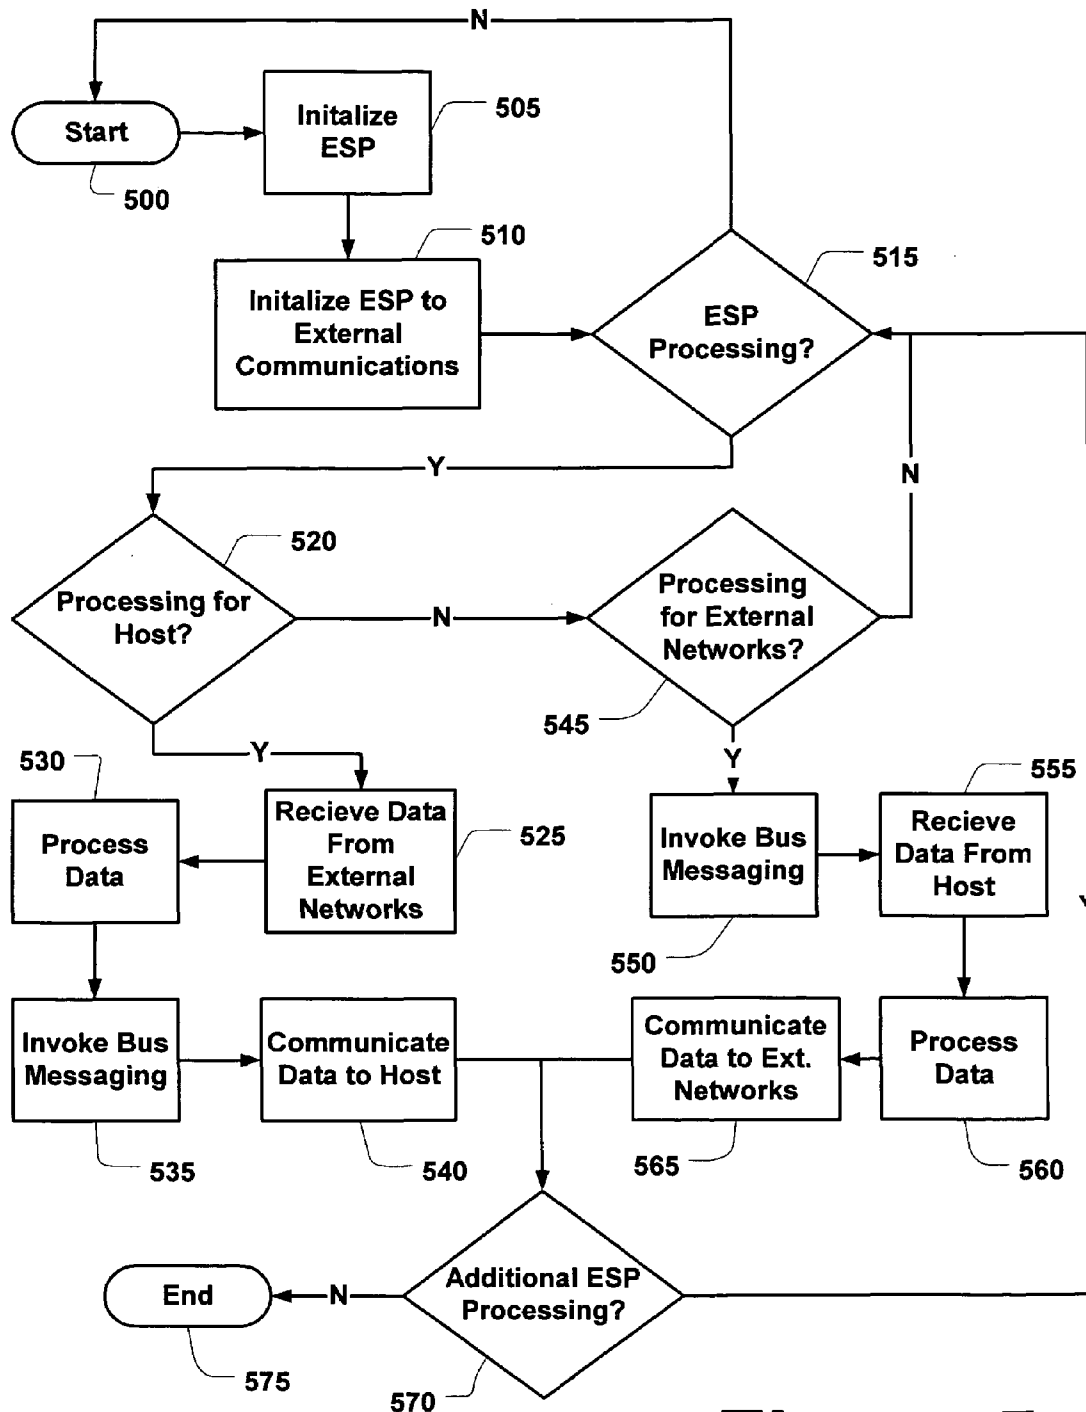 N
Start
500
Initalize
ESP
505
510
Initalize ESP to
External
Communications
515
ESP
Processing?
Y
N
520
Processing for
Host?
N
Processing
for External
Networks?
545
Y
Y
530
Process
Data
Recieve Data
From
External
Networks
525
Invoke Bus
Messaging
550
555
Recieve
Data From
Host
Invoke Bus
Messaging
535
Communicate
Data to Host
540
Communicate
Data to Ext.
Networks
565
Process
Data
560
Additional ESP
Processing?
570
N
End
575